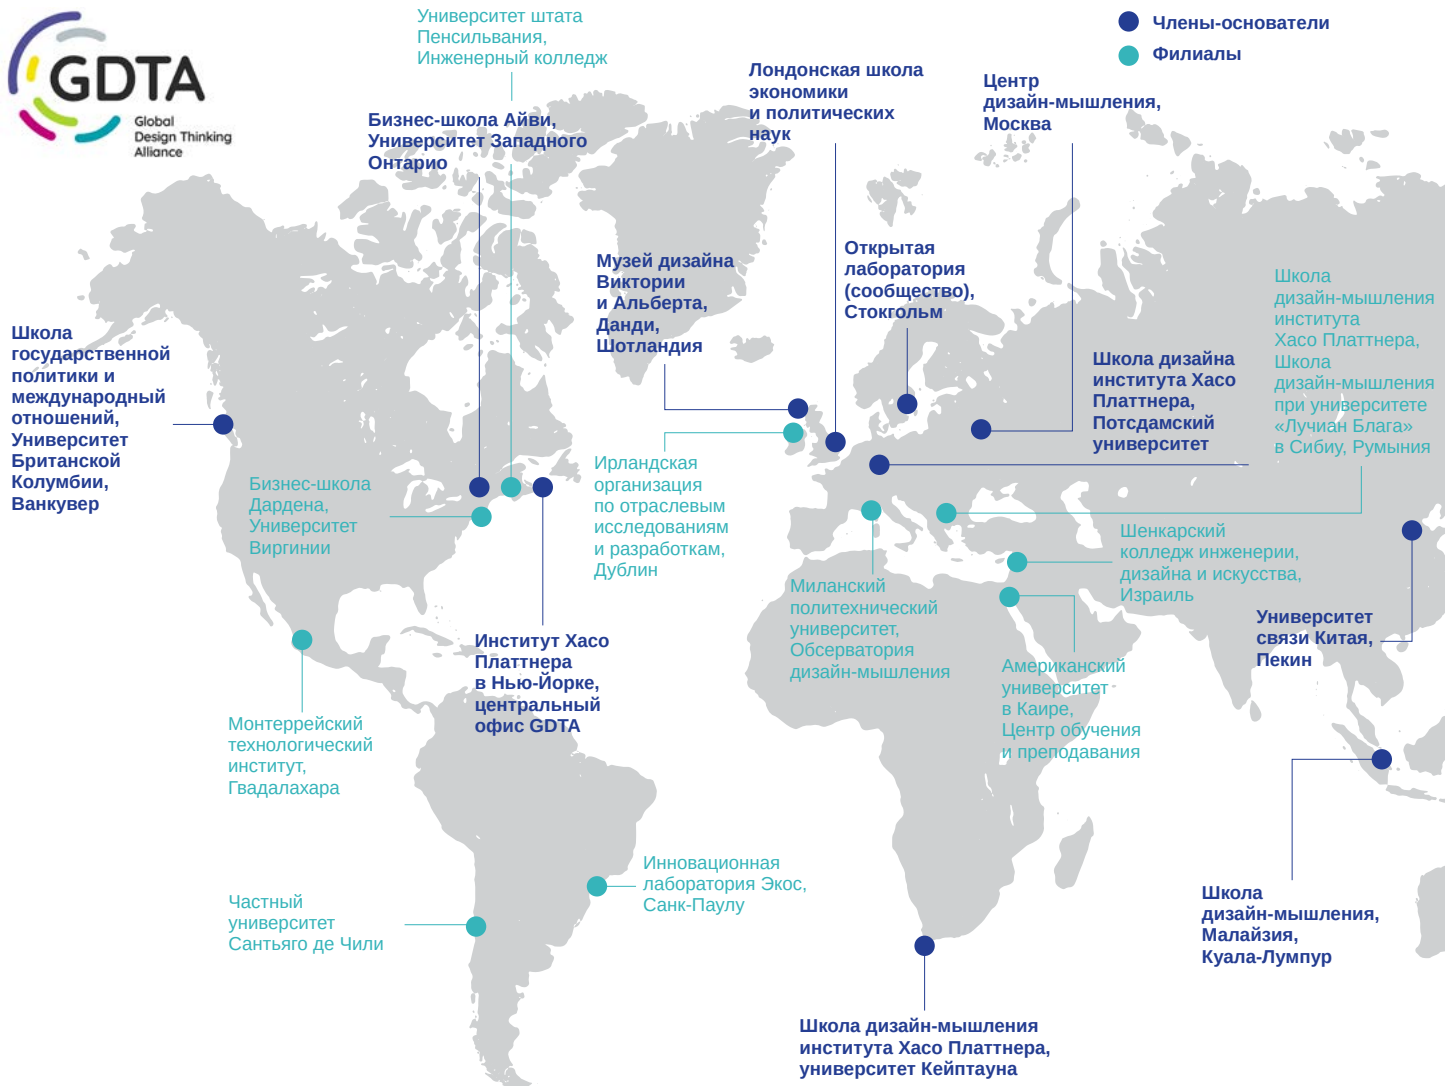 GDTA
Global
Design Thinking
Alliance
Университет штата
Пенсильвания,
Инженерный колледж
Члены-основатели
Филиалы
Бизнес-школа Айви,
Университет Западного
Онтарио
Лондонская школа
экономики
и политических
наук
Центр
дизайн-мышления,
Москва
Музей дизайна
Виктории
и Альберта,
Данди,
Шотландия
Открытая
лаборатория
(сообщество),
Стокгольм
Школа
дизайн-мышления
института
Хасо Платтнера,
Школа
дизайн-мышления
при университете
«Лучиан Блага»
в Сибиу, Румыния
Школа
государственной
политики и
международный
отношений,
Университет
Британской
Колумбии,
Ванкувер
Школа дизайна
института Хасо
Платтнера,
Потсдамский
университет
Бизнес-школа
Дардена,
Университет
Виргинии
Ирландская
организация
по отраслевым
исследованиям
и разработкам,
Дублин
Шенкарский
колледж инженерии,
дизайна и искусства,
Израиль
Миланский
политехнический
университет,
Обсерватория
дизайн-мышления
Университет
связи Китая,
Пекин
Институт Хасо
Платтнера
в Нью-Йорке,
центральный
офис GDTA
Американский
университет
в Каире,
Центр обучения
и преподавания
Монтеррейский
технологический
институт,
Гвадалахара
Инновационная
лаборатория Экос,
Санк-Паулу
Частный
университет
Сантьяго де Чили
Школа
дизайн-мышления,
Малайзия,
Куала-Лумпур
Школа дизайн-мышления
института Хасо Платтнера,
университет Кейптауна